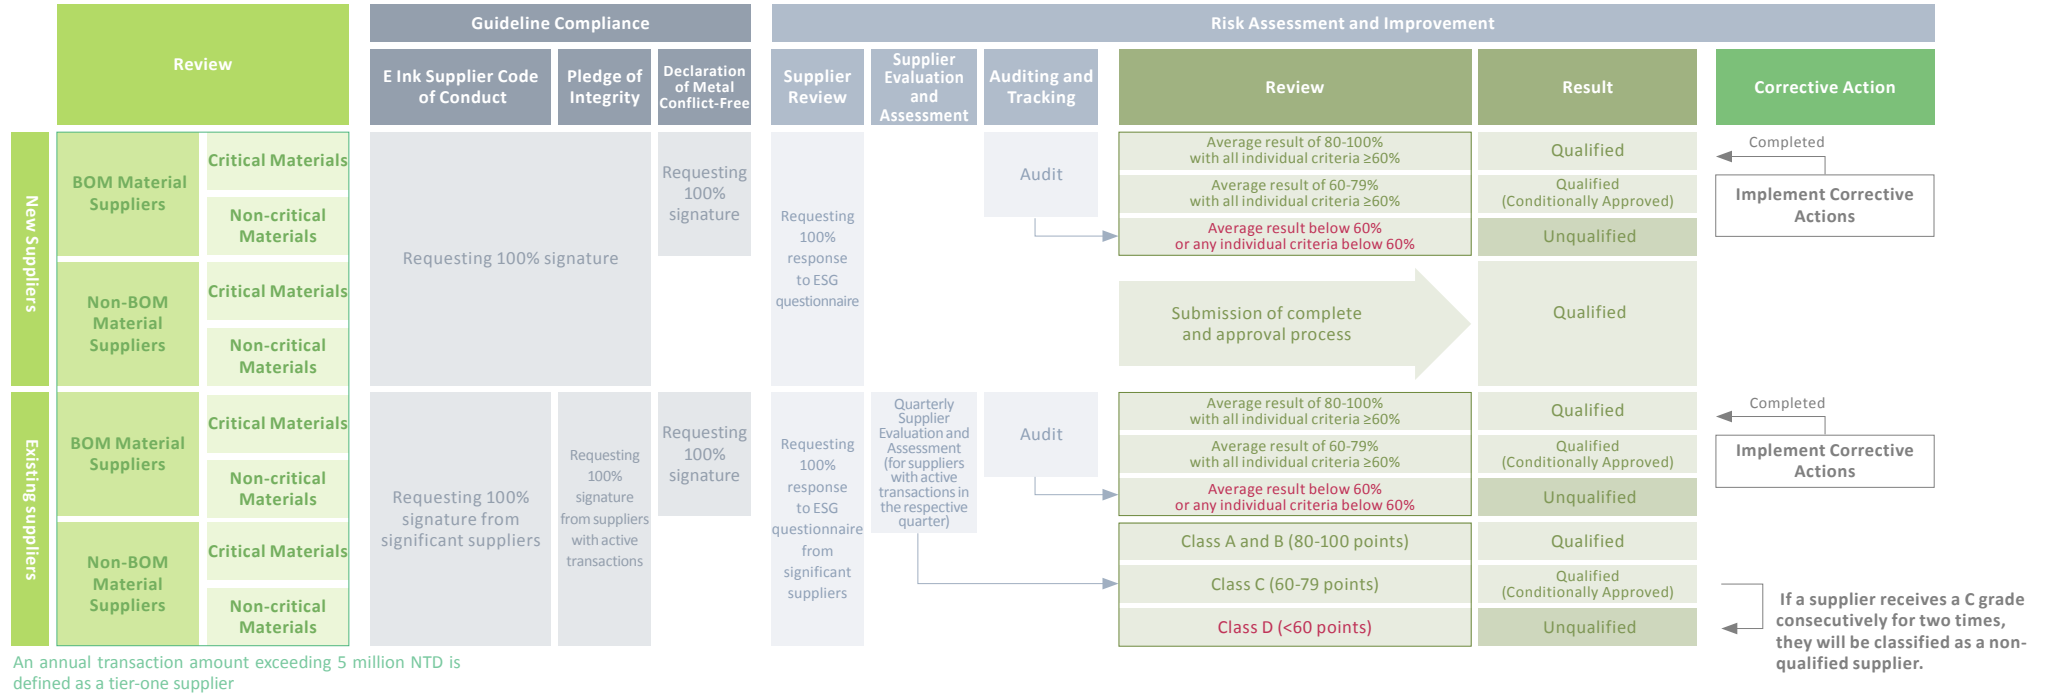 Review
Guideline Compliance
Risk Assessment and Improvement
E Ink Supplier Code
of Conduct
Pledge of
Integrity
Declaration
of Metal
Conflict-Free
Supplier
Review
Supplier
Evaluation
and
Assessment
Auditing and
Tracking
Review
Result
Corrective Action
New Suppliers
BOM Material
Suppliers
Critical Materials
Non-critical
Materials
Non-BOM
Material
Suppliers
Critical Materials
Non-critical
Materials
Requesting 100% signature
Requesting
100%
signature
Requesting
100%
response
to ESG
questionnaire
Audit
Average result of 80-100%
with all individual criteria ≥60%
Qualified
Average result of 60-79%
with all individual criteria ≥60%
Qualified
(Conditionally Approved)
Average result below 60%
or any individual criteria below 60%
Unqualified
Completed
Implement Corrective
Actions
Submission of complete
and approval process
Qualified
Existing suppliers
BOM Material
Suppliers
Critical Materials
Non-critical
Materials
Non-BOM
Material
Suppliers
Critical Materials
Non-critical
Materials
Requesting 100%
signature from
significant suppliers
Requesting
100%
signature
from suppliers
with active
transactions
Requesting
100%
signature
Requesting
100%
response
to ESG
questionnaire
from
significant
suppliers
Quarterly
Supplier
Evaluation and
Assessment
(for suppliers
with active
transactions in
the respective
quarter)
Audit
Average result of 80-100%
with all individual criteria ≥60%
Qualified
Average result of 60-79%
with all individual criteria ≥60%
Qualified
(Conditionally Approved)
Average result below 60%
or any individual criteria below 60%
Unqualified
Completed
Implement Corrective
Actions
Class A and B (80-100 points)
Qualified
Class C (60-79 points)
Qualified
(Conditionally Approved)
Class D (<60 points)
Unqualified
If a supplier receives a C grade
consecutively for two times,
they will be classified as a non-
qualified supplier.
An annual transaction amount exceeding 5 million NTD is
defined as a tier-one supplier